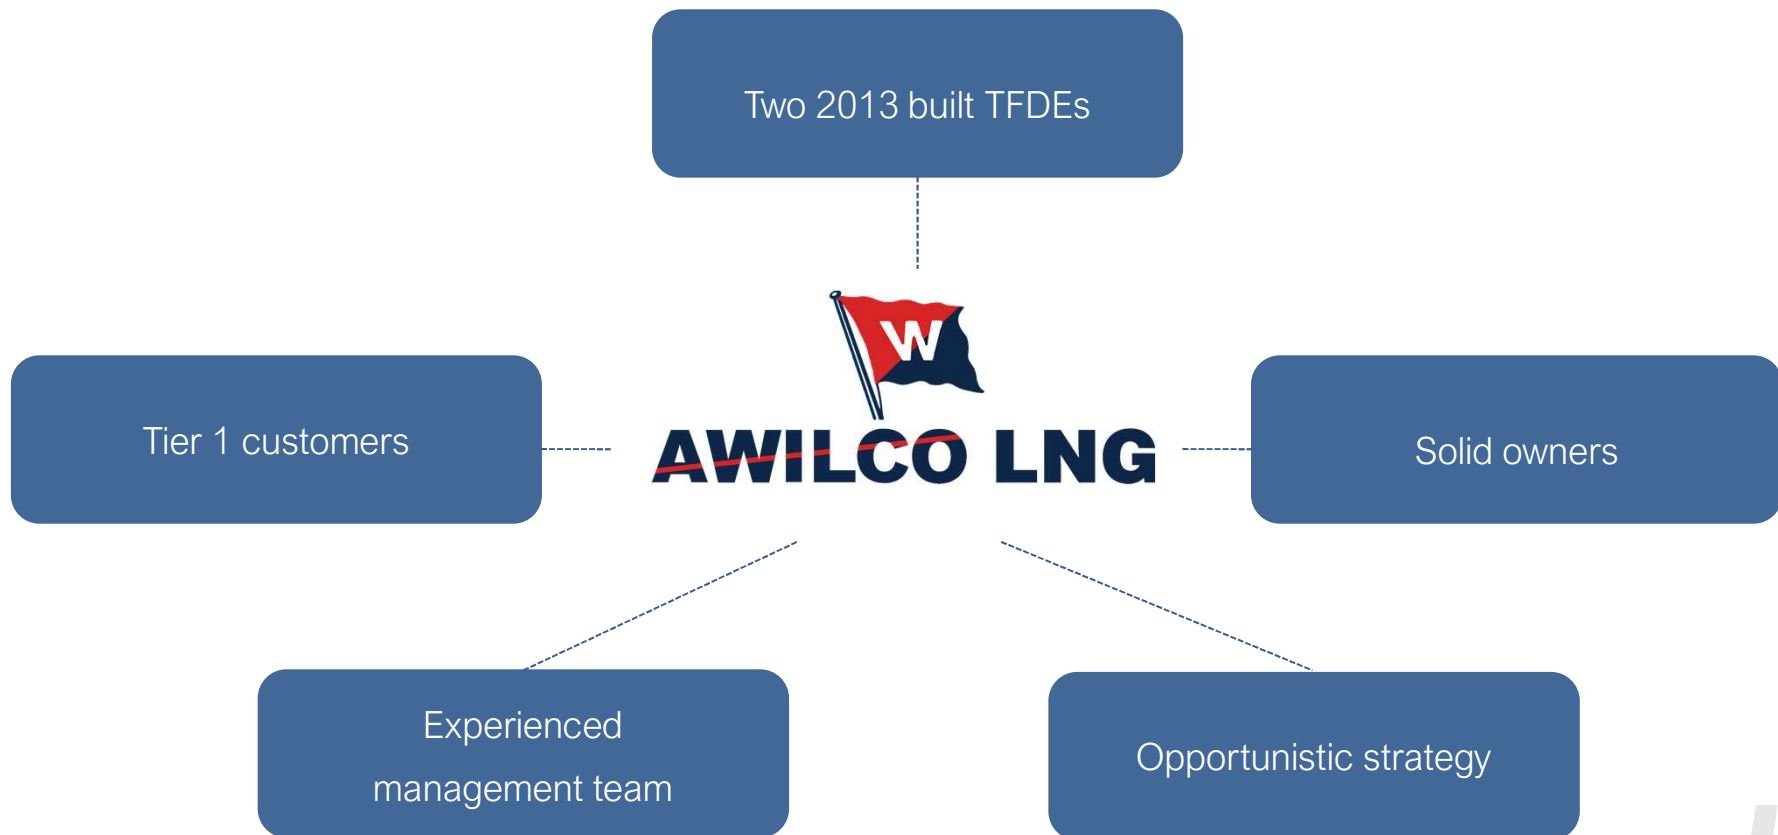 Two 2013 built TFDEs
W
AWILCO LNG
Tier 1 customers
Solid owners
Experienced
management team
Opportunistic strategy